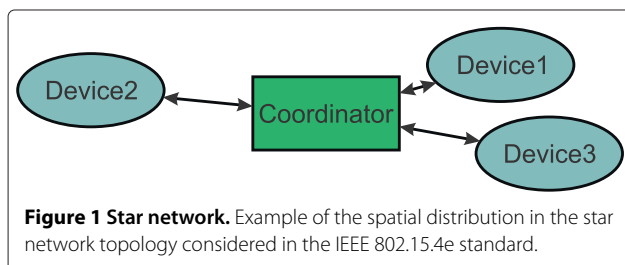 Device1
Device2
Coordinator
Device3
Figure 1 Star network. Example of the spatial distribution in the star
network topology considered in the IEEE 802.15.4e standard.